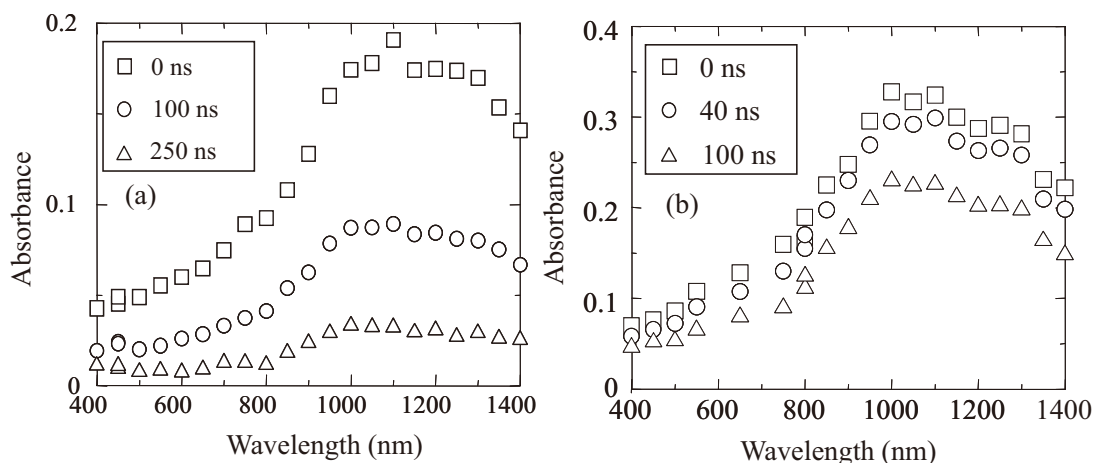 (a)
0.2
0.1
0
□ 0 ns
○ 100 ns
△ 250 ns
Absorbance
400 600 800 1000 1200 1400
Wavelength (nm)
(b)
0.4
0.3
0.2
0.1
0
□ 0 ns
○ 40 ns
△ 100 ns
Absorbance
400 600 800 1000 1200 1400
Wavelength (nm)